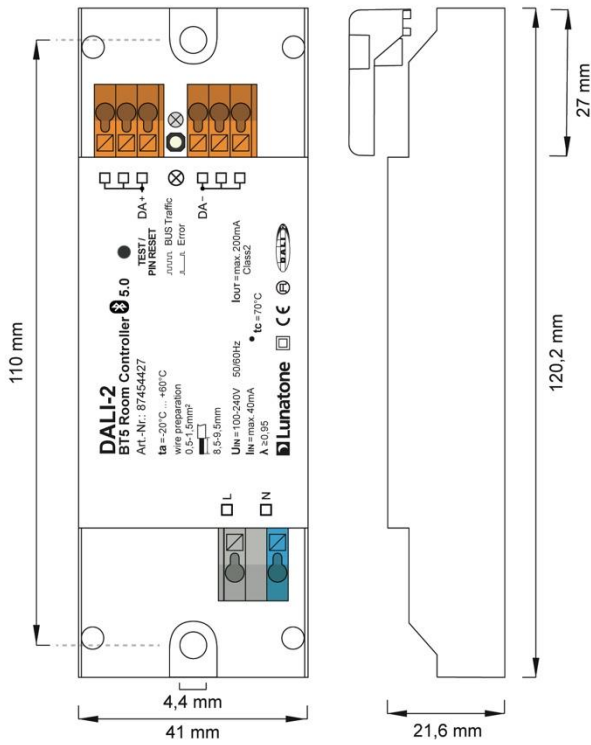 27 mm
110 mm
120,2 mm
DA+
DA-
TEST /
PIN RESET
BUS Traffic
Error
DALI-2
BT5 Room Controller 5.0
Art.-Nr.: 87454427
ta = -20°C ... +60°C
wire preparation
0,5-1,5mm²
8,5-9,5mm
UIN = 100-240V 50/60Hz
IIN = max. 40mA
λ ≥ 0,95
IOUT = max. 200mA
Class2
tc = 70°C
Lunatone
CE
DALI
L
N
4,4 mm
41 mm
21,6 mm